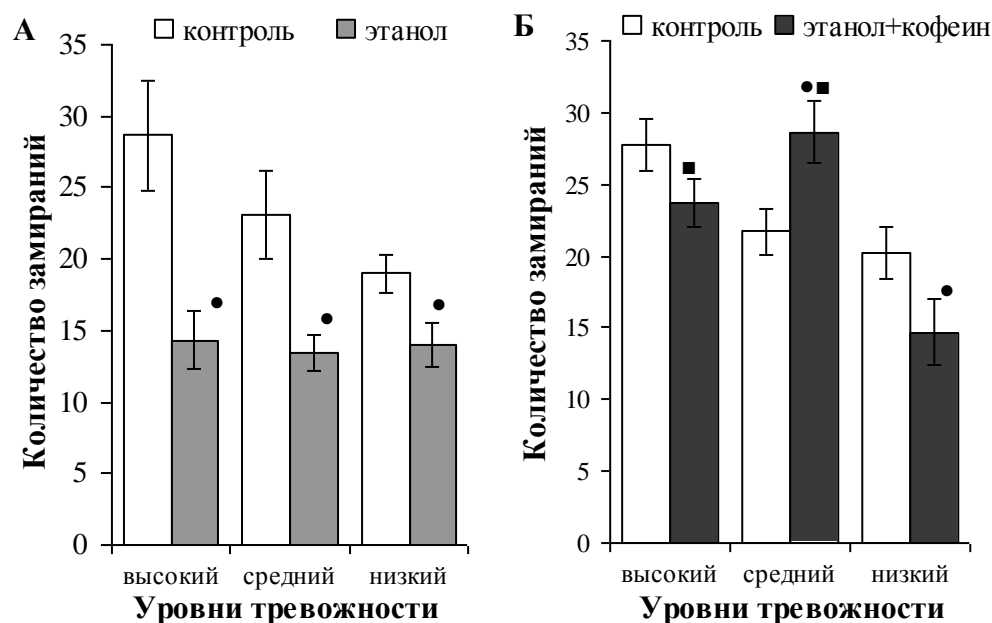 А
контроль
этанол
Количество замираний
35
30
25
20
15
10
5
0
высокий
средний
низкий
Уровни тревожности
Б
контроль
этанол+кофеин
Количество замираний
35
30
25
20
15
10
5
0
высокий
средний
низкий
Уровни тревожности